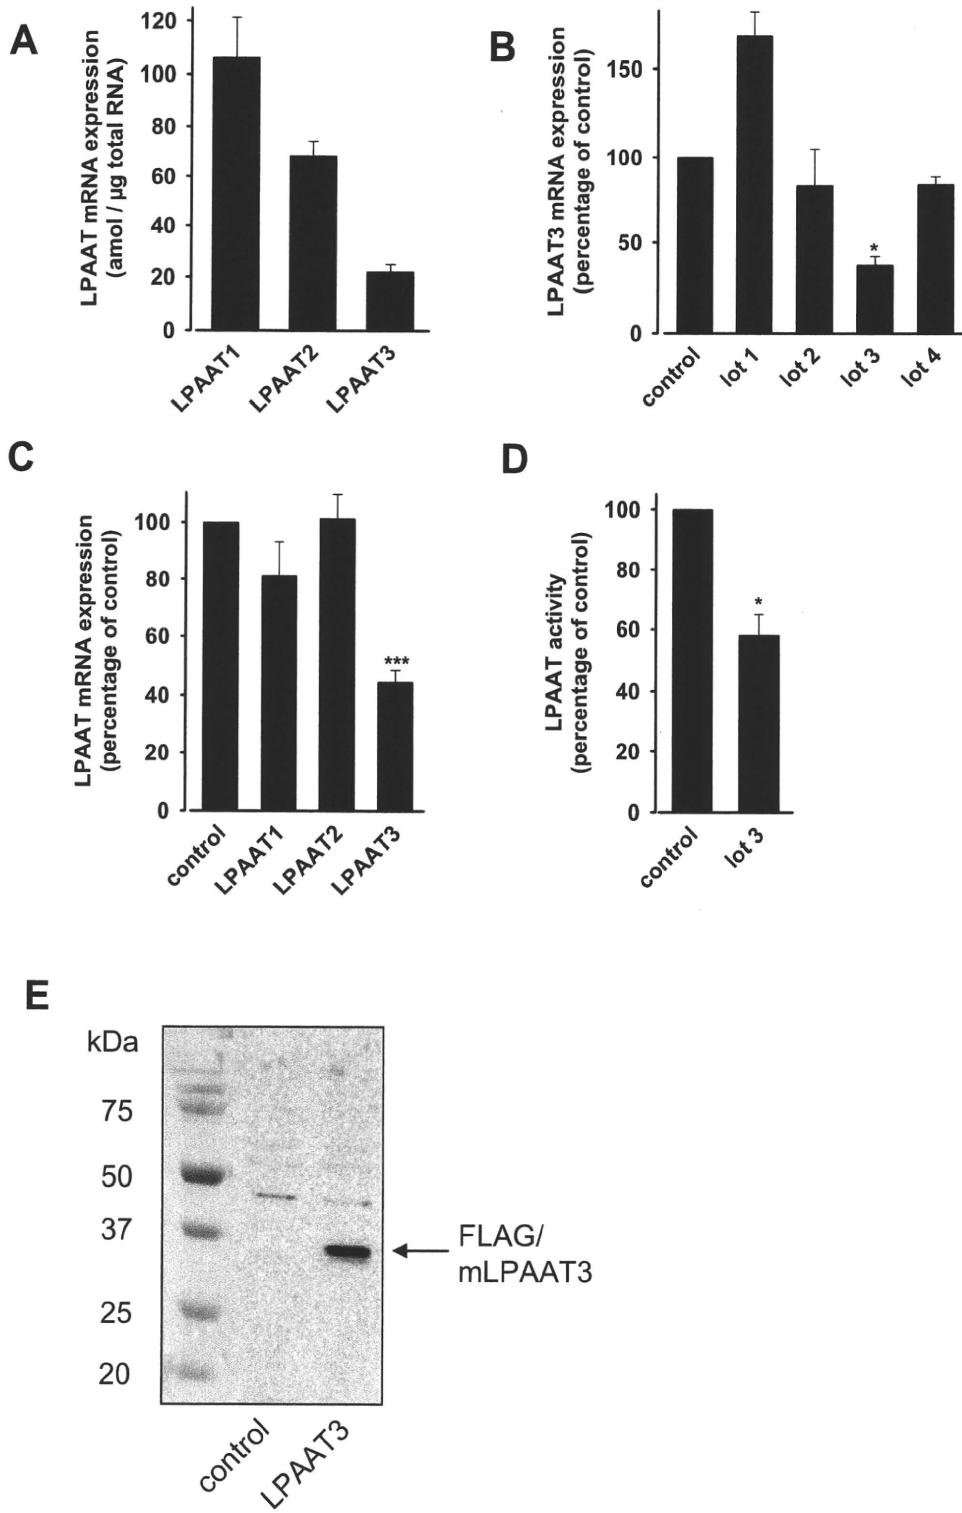 A
LPAAT mRNA expression
(amol / µg total RNA)
120
100
80
60
40
20
0
LPAAT1
LPAAT2
LPAAT3
B
LPAAT3 mRNA expression
(percentage of control)
150
100
50
0
*
control
lot 1
lot 2
lot 3
lot 4
C
LPAAT mRNA expression
(percentage of control)
100
80
60
40
20
0
***
control
LPAAT1
LPAAT2
LPAAT3
D
LPAAT activity
(percentage of control)
100
80
60
40
20
0
*
control
lot 3
E
kDa
75
50
37
25
20
FLAG/
mLPAAT3
control
LPAAT3